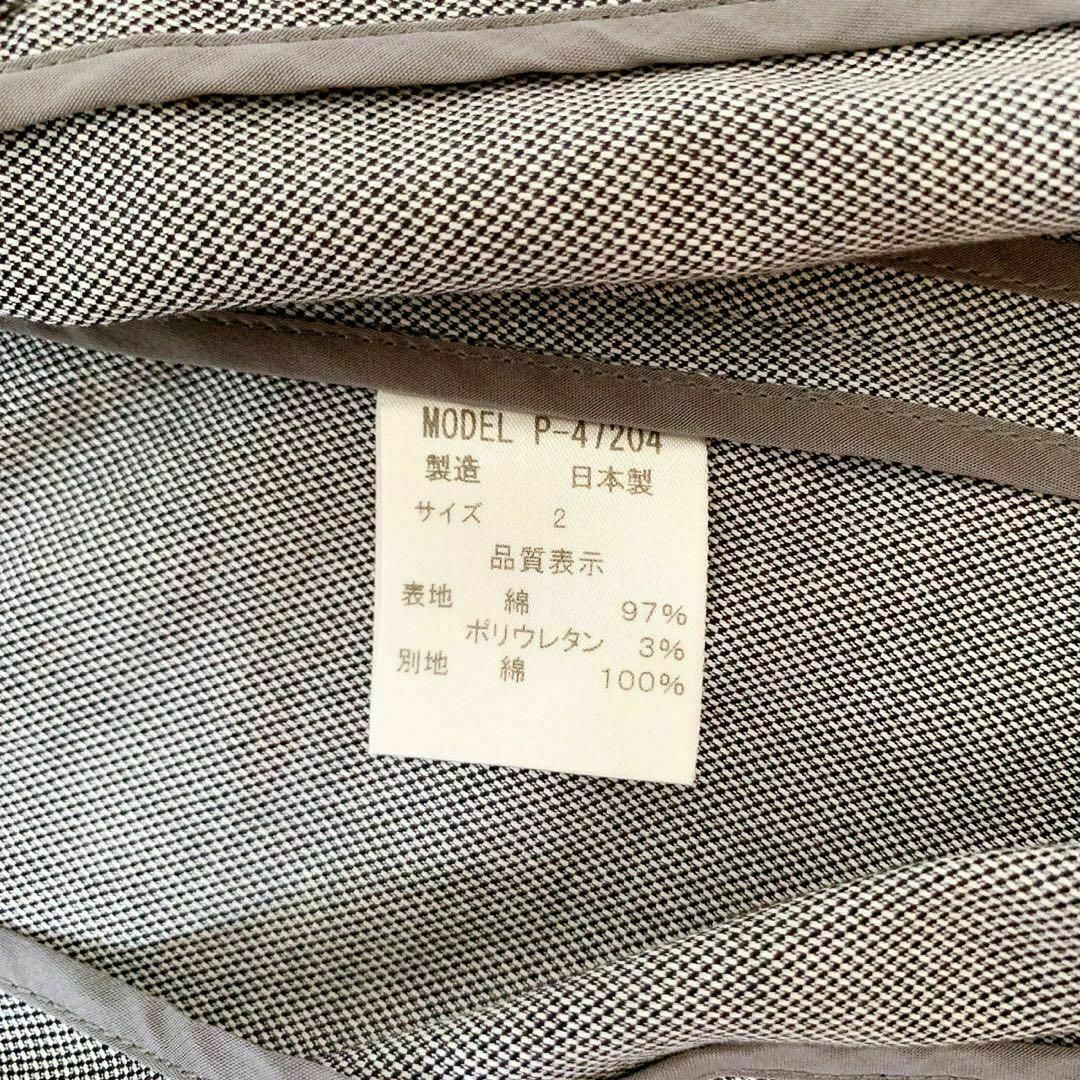 MODEL P-47204
製造 日本製
サイズ 2
品質表示
表地 綿 97%
ポリウレタン 3%
別地 綿 100%